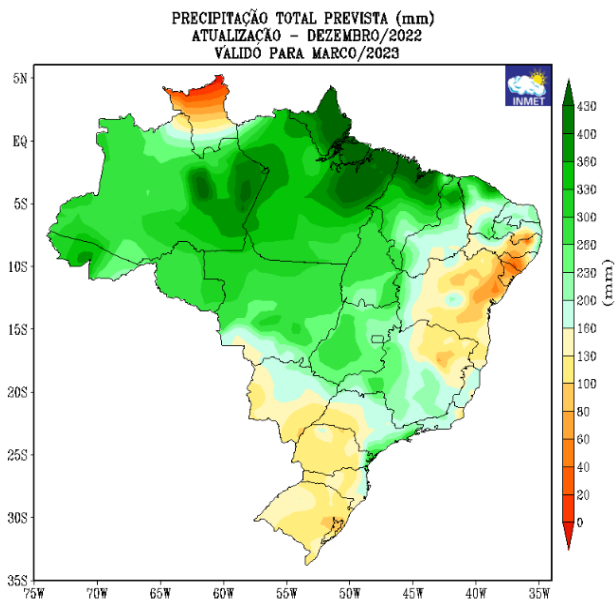 PRECIPITAÇÃO TOTAL PREVISTA (mm)
ATUALIZAÇÃO - DEZEMBRO/2022
VÁLIDO PARA MARCO/2023
INMET
5N
EQ
5S
10S
15S
20S
25S
30S
35S
75W
70W
65W
60W
55W
50W
45W
40W
35W
430
400
360
330
300
260
230
200
160
130
100
80
60
40
20
0
(mm)